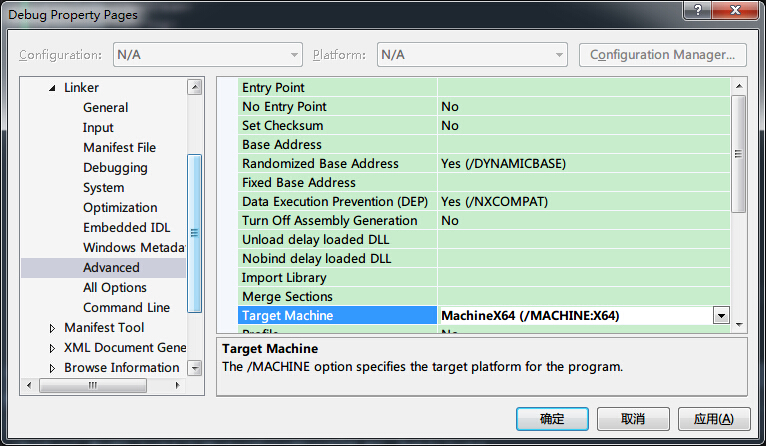 Debug Property Pages
Configuration: N/A Platform: N/A Configuration Manager...
Linker
General
Input
Manifest File
Debugging
System
Optimization
Embedded IDL
Windows Metada
Advanced
All Options
Command Line
Manifest Tool
XML Document Gene
Browse Information
Entry Point
No Entry Point No
Set Checksum No
Base Address
Randomized Base Address Yes (/DYNAMICBASE)
Fixed Base Address
Data Execution Prevention (DEP) Yes (/NXCOMPAT)
Turn Off Assembly Generation No
Unload delay loaded DLL
Nobind delay loaded DLL
Import Library
Merge Sections
Target Machine MachineX64 (/MACHINE:X64)
Profile No
Target Machine
The /MACHINE option specifies the target platform for the program.
确定 取消 应用(A)